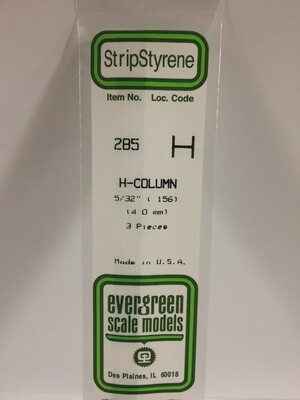 StripStyrene
Item No. Loc. Code
285 H
H-COLUMN
5/32" ( 156)
(4 0 mm)
3 Pieces
Made in U.S.A.
evergreen
scale models
Des Plaines, IL 60018